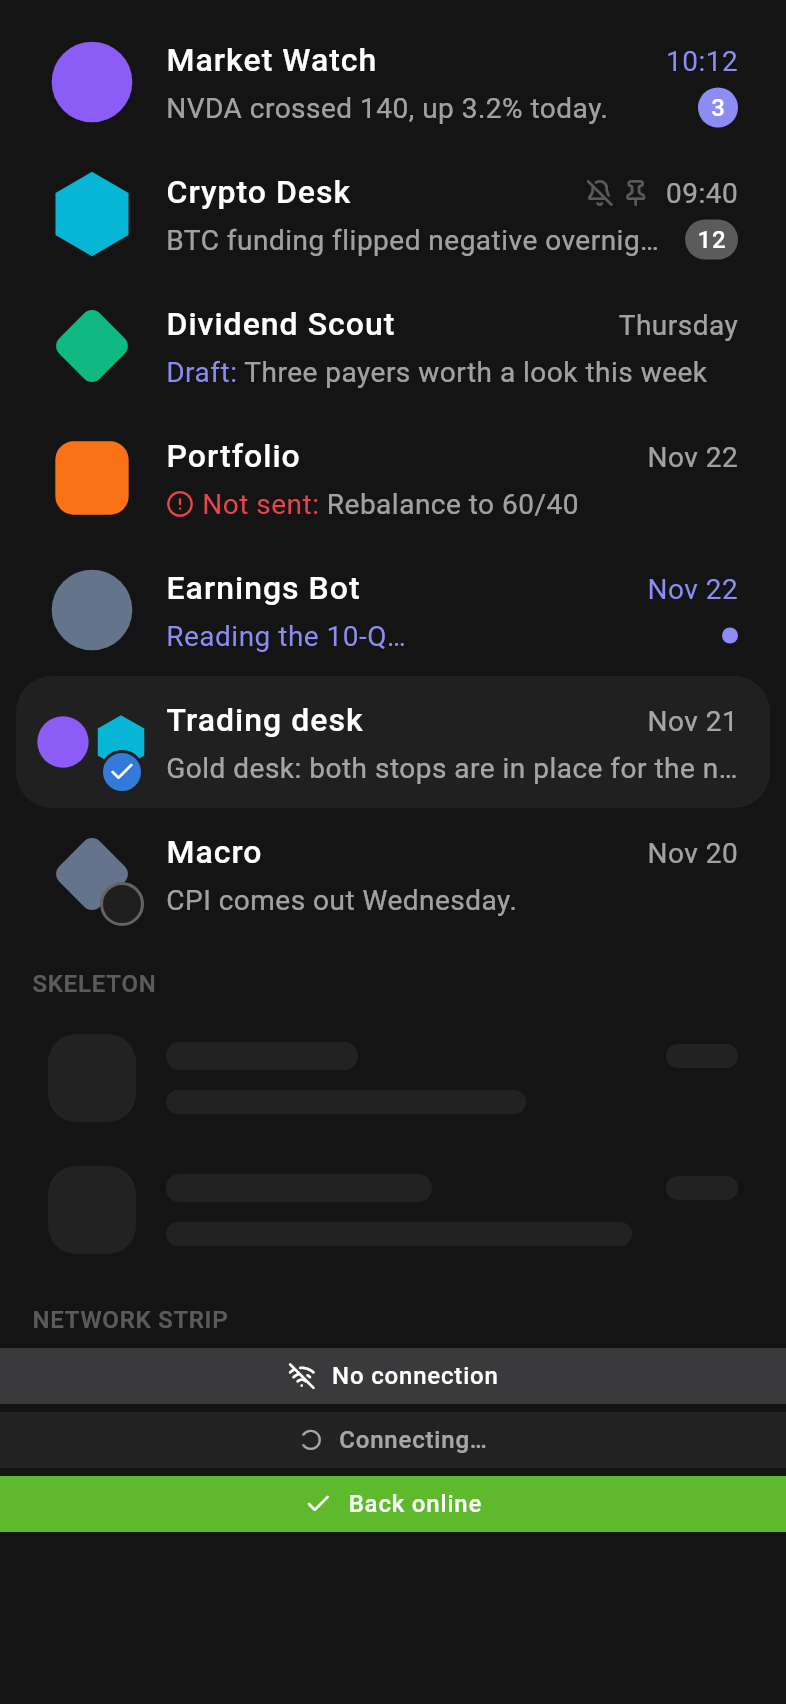 Market Watch 10:12
NVDA crossed 140, up 3.2% today. 3
Crypto Desk 09:40
BTC funding flipped negative overnig… 12
Dividend Scout Thursday
Draft: Three payers worth a look this week
Portfolio Nov 22
Not sent: Rebalance to 60/40
Earnings Bot Nov 22
Reading the 10-Q…
Trading desk Nov 21
Gold desk: both stops are in place for the n…
Macro Nov 20
CPI comes out Wednesday.
SKELETON
NETWORK STRIP
No connection
Connecting…
Back online